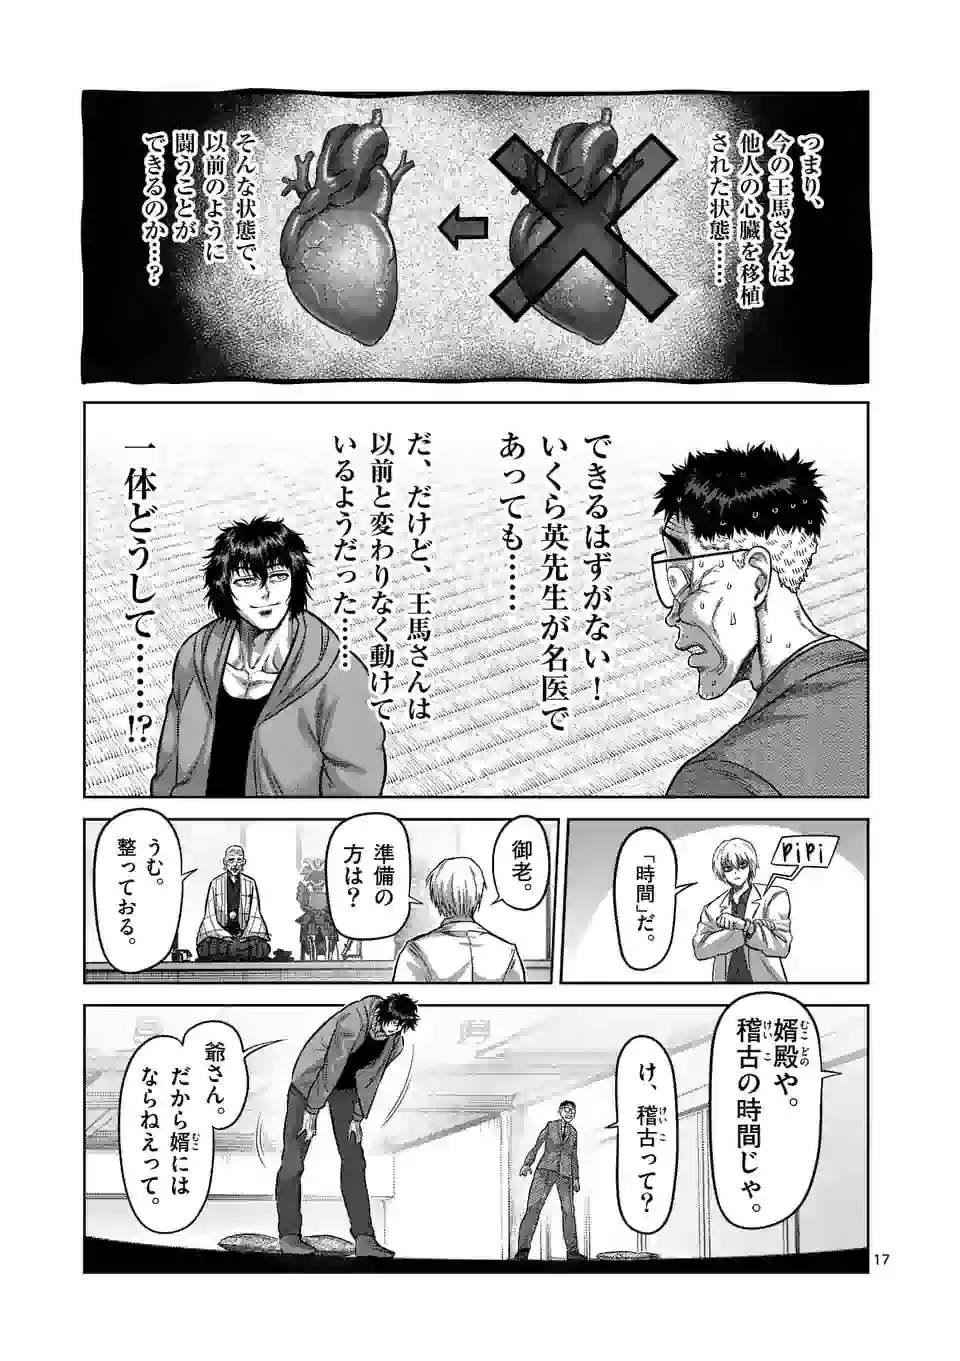 つまり、
今の王馬さんは
他人の心臓を移植
された状態……
そんな状態で、
以前のように
闘うことが
できるのか…？
できるはずがない！
いくら英先生が名医で
あっても……
だ、だけど、王馬さんは
以前と変わりなく動けて
いるようだった……
一体どうして………!?
PiPi
「時間」だ。
御老。
準備の
方は？
うむ。
整っておる。
婿殿や。
稽古の時間じゃ。
け、稽古って？
爺さん。
だから婿には
ならねえって。
17